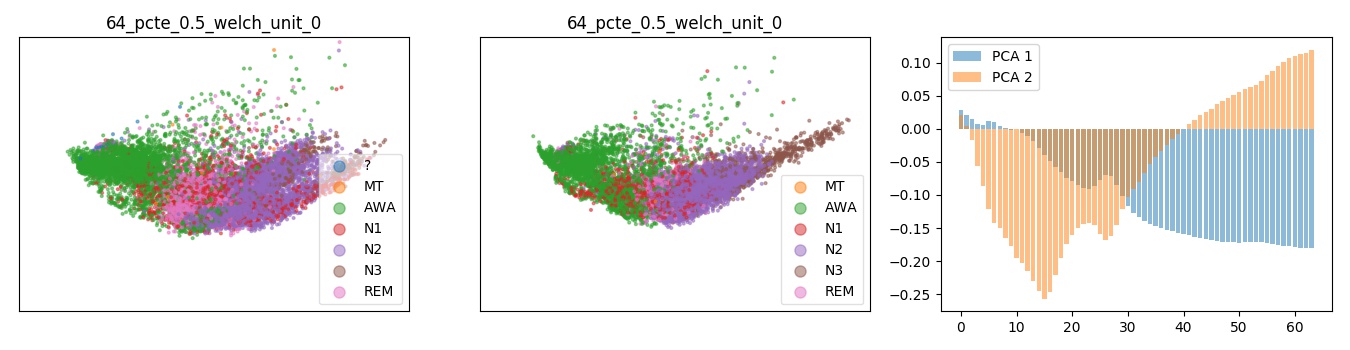 64_pcte_0.5_welch_unit_0
?
MT
AWA
N1
N2
N3
REM
64_pcte_0.5_welch_unit_0
MT
AWA
N1
N2
N3
REM
PCA 1
PCA 2
0.10
0.05
0.00
−0.05
−0.10
−0.15
−0.20
−0.25
0 10 20 30 40 50 60